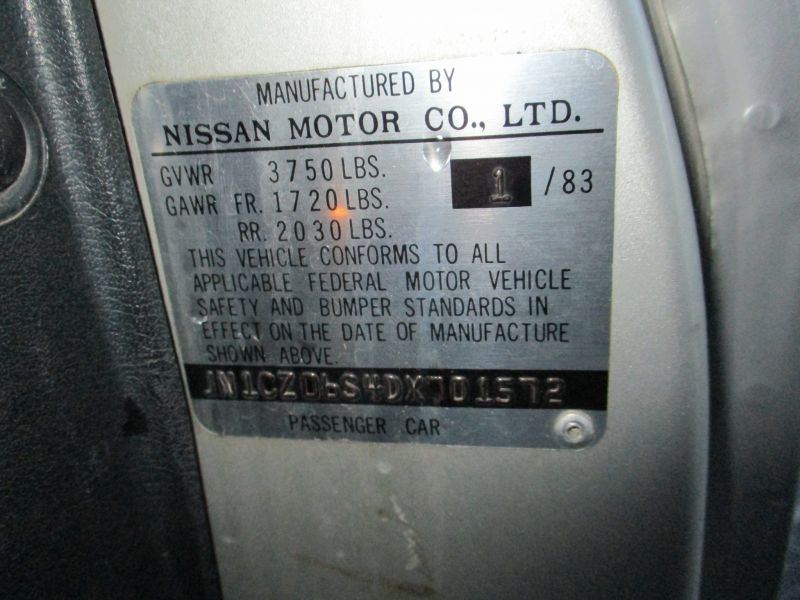 MANUFACTURED BY
NISSAN MOTOR CO., LTD.
GVWR 3750 LBS. 1 /83
GAWR FR. 1720 LBS.
RR. 2030 LBS.
THIS VEHICLE CONFORMS TO ALL
APPLICABLE FEDERAL MOTOR VEHICLE
SAFETY AND BUMPER STANDARDS IN
EFFECT ON THE DATE OF MANUFACTURE
SHOWN ABOVE.
JN1CZ06S4DX701572
PASSENGER CAR